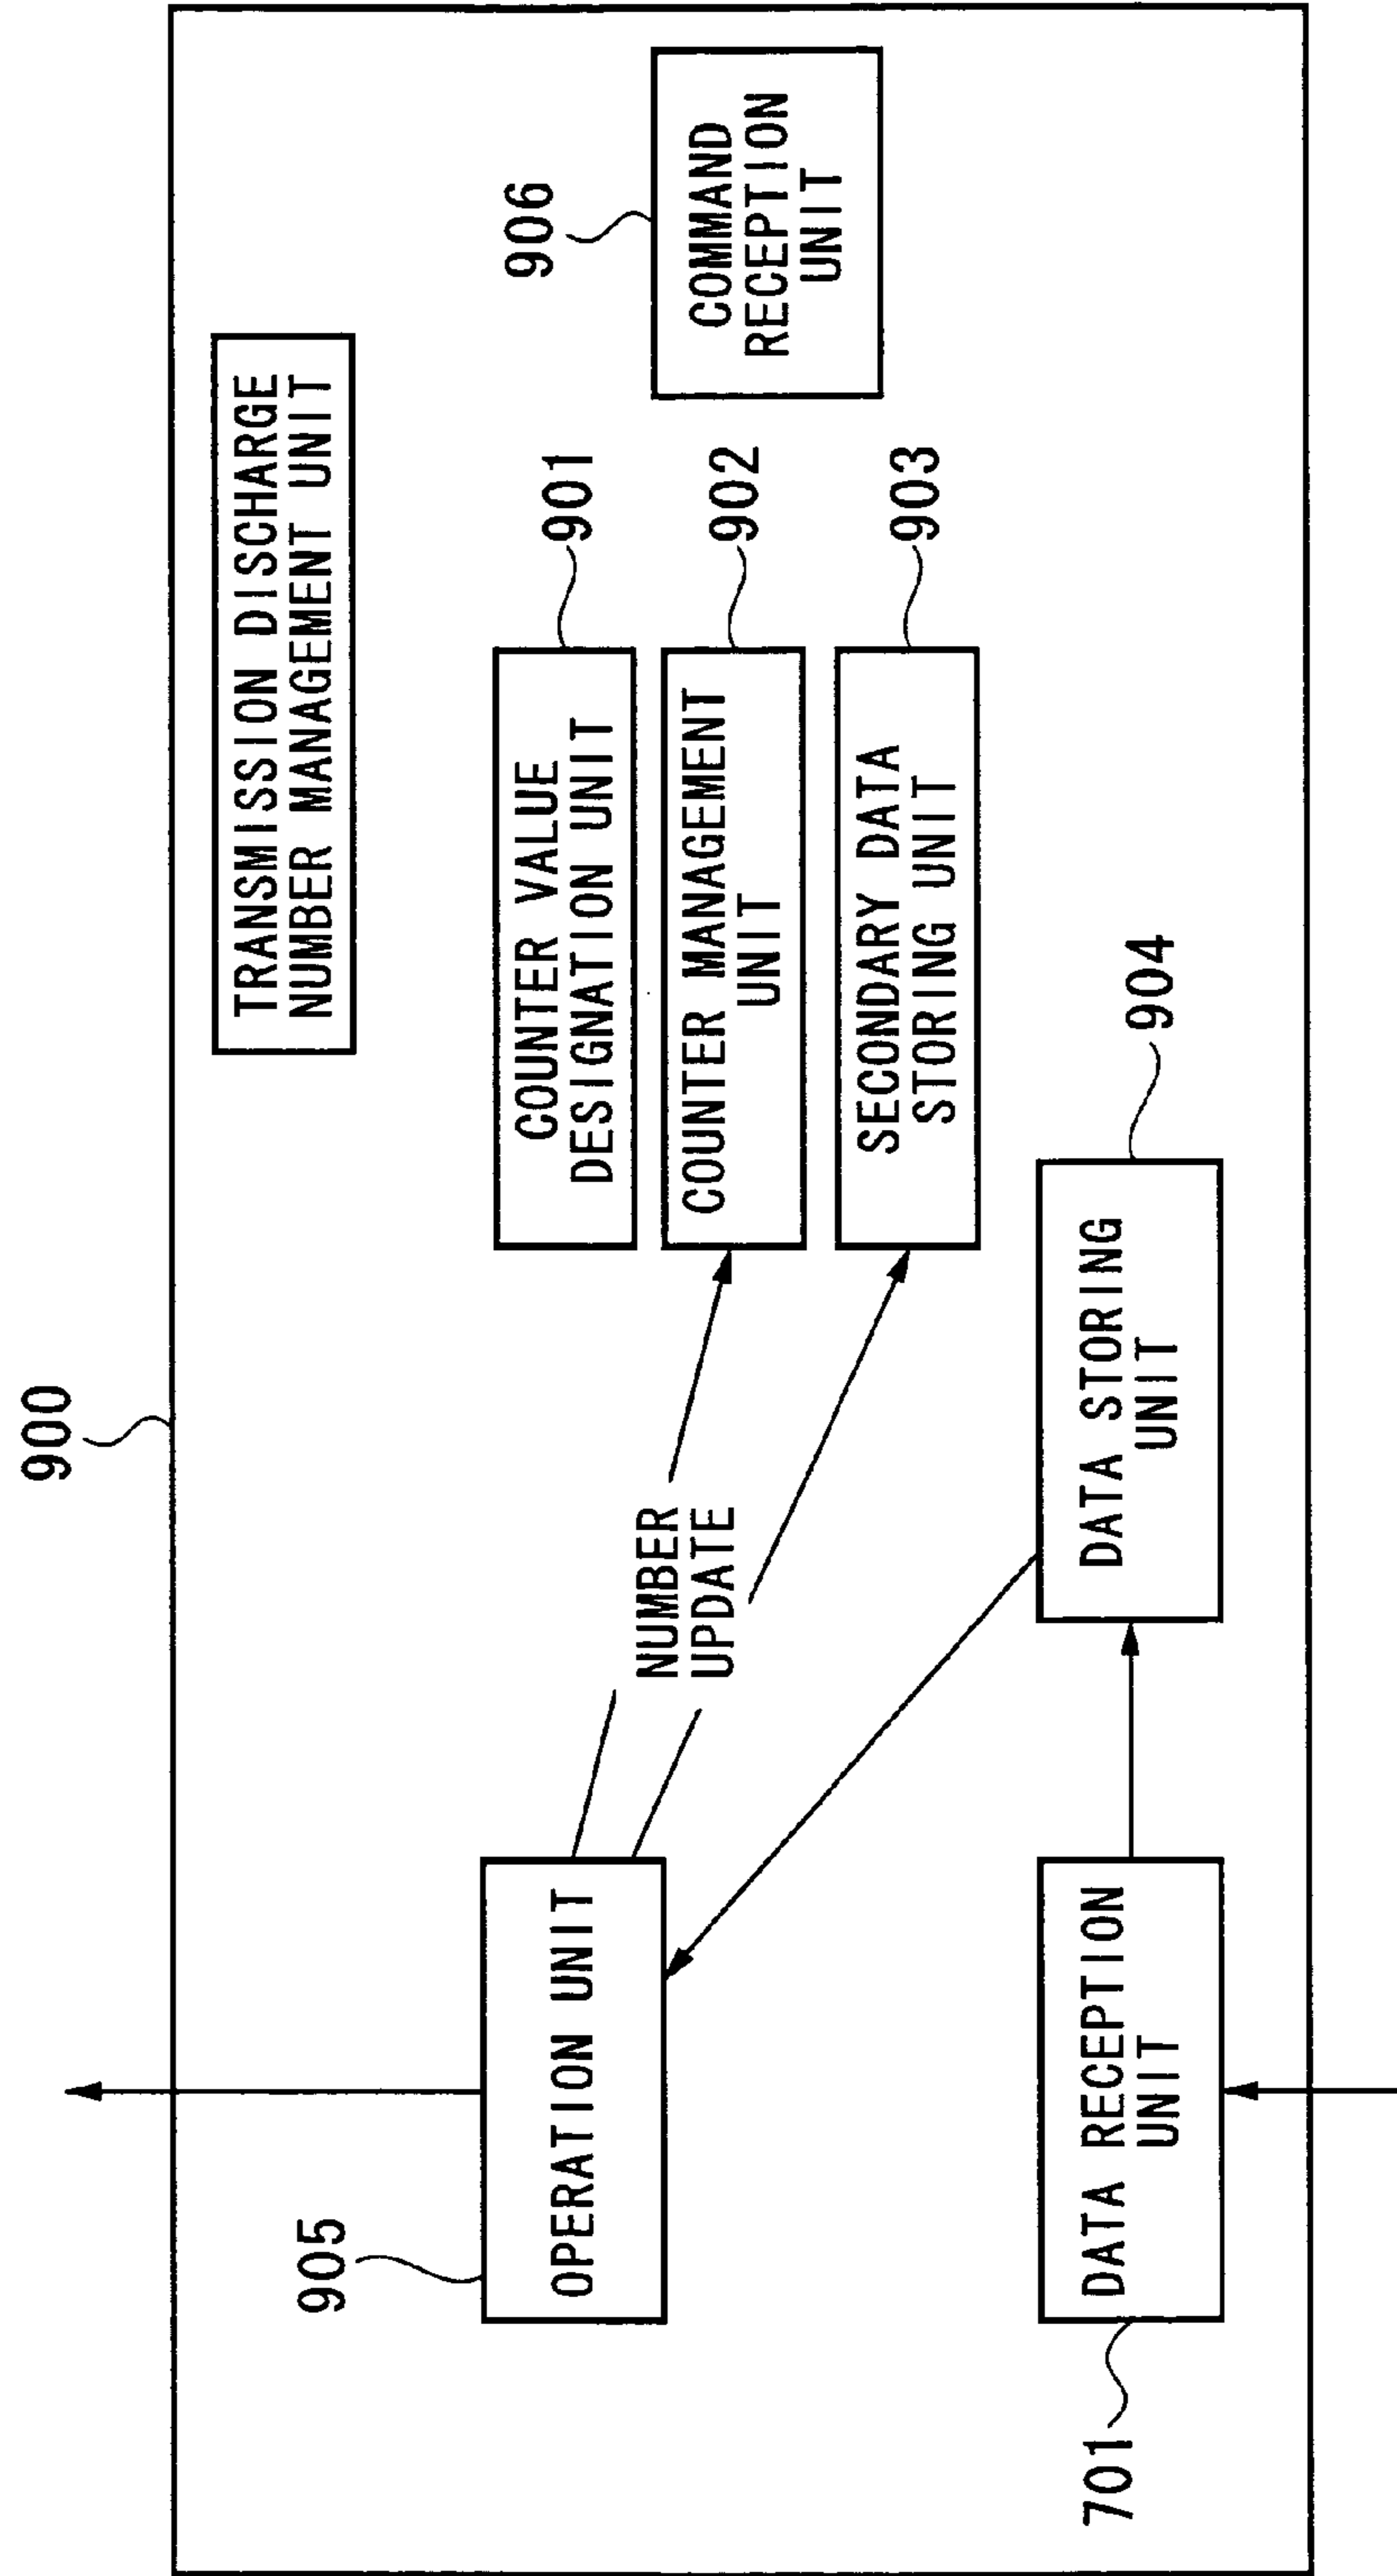 900
TRANSMISSION DISCHARGE
NUMBER MANAGEMENT UNIT
905
OPERATION UNIT
NUMBER
UPDATE
COUNTER VALUE
DESIGNATION UNIT
901
COUNTER MANAGEMENT
UNIT
902
SECONDARY DATA
STORING UNIT
903
906
COMMAND
RECEPTION
UNIT
701
DATA RECEPTION
UNIT
DATA STORING
UNIT
904